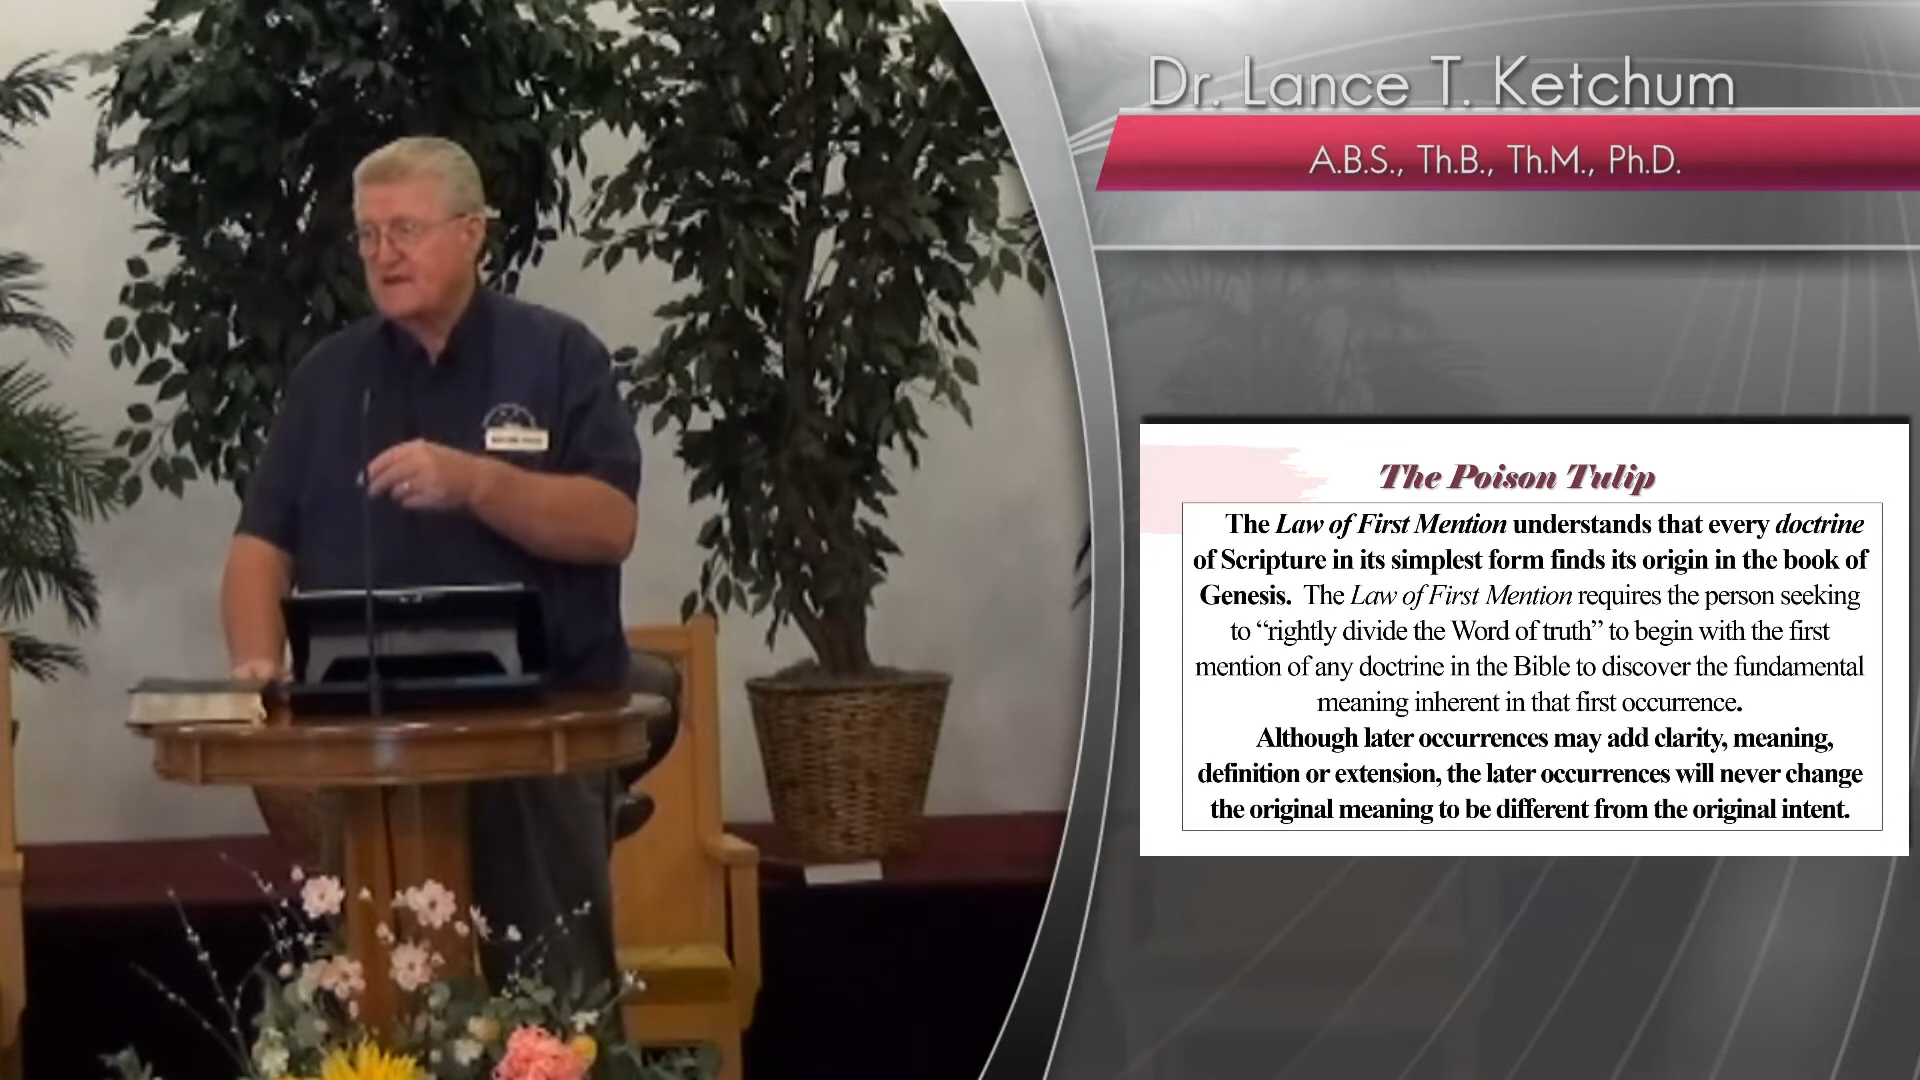 Dr. Lance T. Ketchum
A.B.S., Th.B., Th.M., Ph.D.
The Poison Tulip
The Law of First Mention understands that every doctrine
of Scripture in its simplest form finds its origin in the book of
Genesis. The Law of First Mention requires the person seeking
to “rightly divide the Word of truth” to begin with the first
mention of any doctrine in the Bible to discover the fundamental
meaning inherent in that first occurrence.
Although later occurrences may add clarity, meaning,
definition or extension, the later occurrences will never change
the original meaning to be different from the original intent.